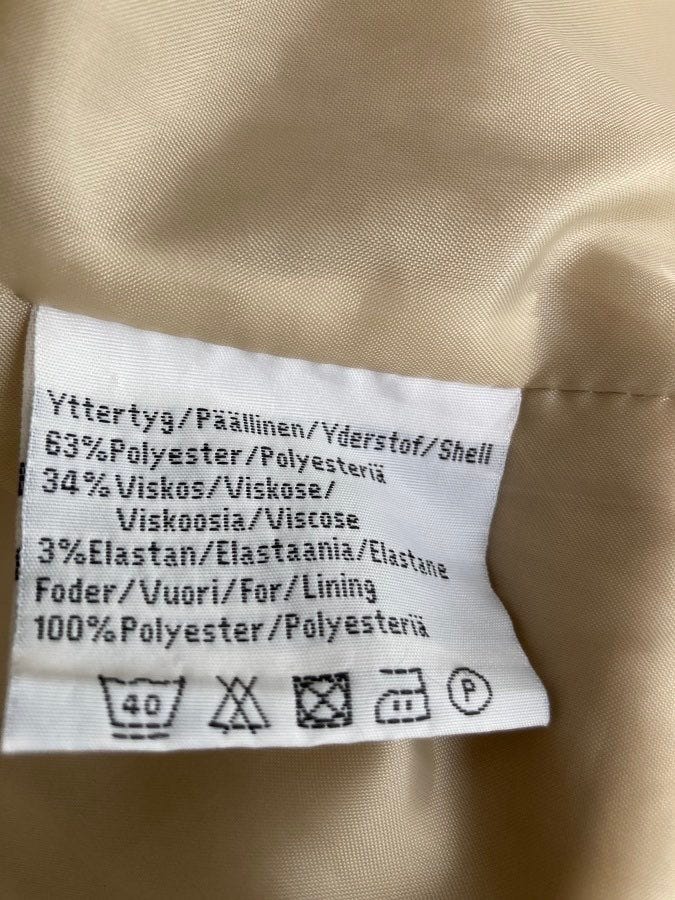 Yttertyg/Päällinen/Yderstof/Shell
63%Polyester/Polyesteriä
34%Viskos/Viskose/
Viskoosia/Viscose
3%Elastan/Elastaania/Elastane
Foder/Vuori/For/Lining
100%Polyester/Polyesteriä
40 P